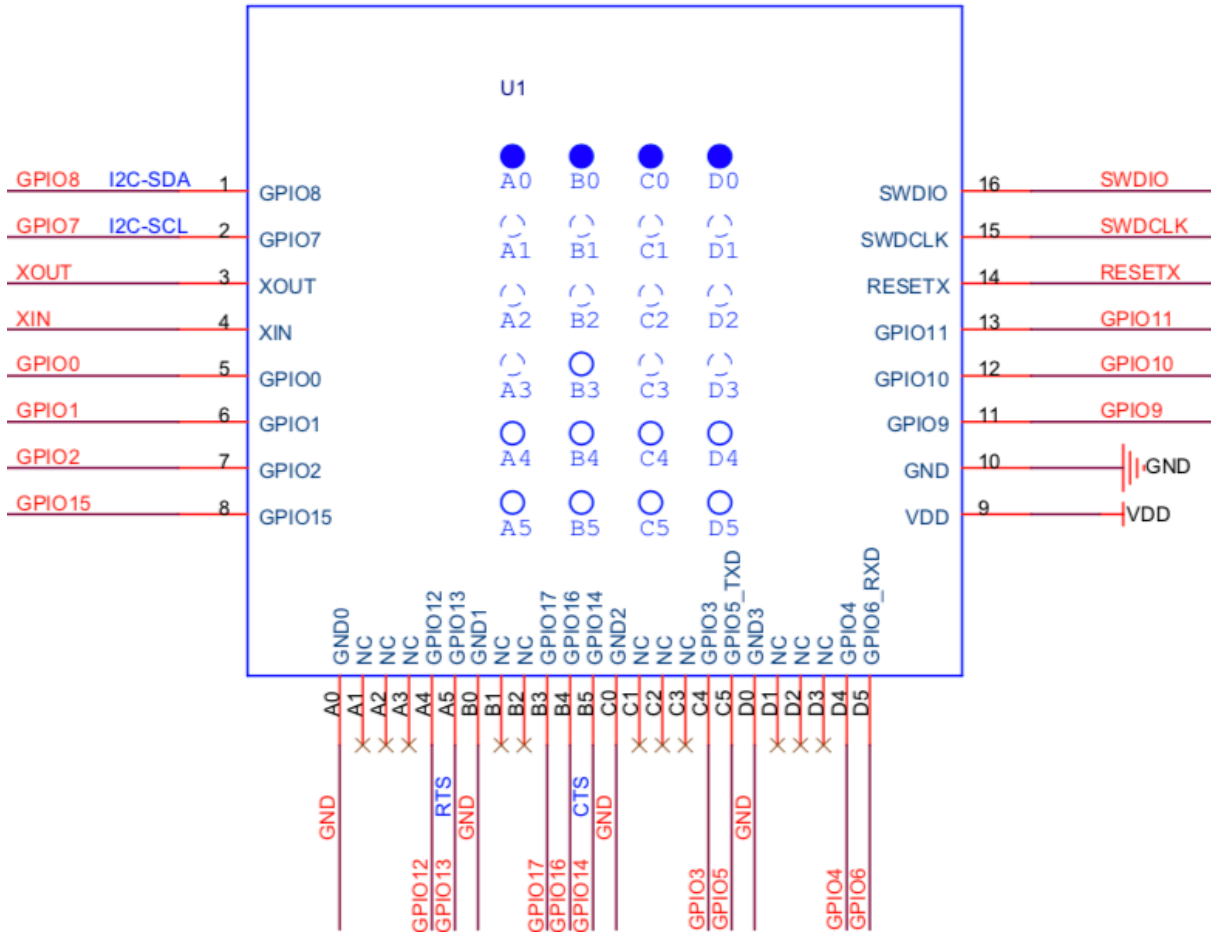 U1
A0 B0 C0 D0
A1 B1 C1 D1
A2 B2 C2 D2
A3 B3 C3 D3
A4 B4 C4 D4
A5 B5 C5 D5
GPIO8 I2C-SDA 1 GPIO8
GPIO7 I2C-SCL 2 GPIO7
XOUT 3 XOUT
XIN 4 XIN
GPIO0 5 GPIO0
GPIO1 6 GPIO1
GPIO2 7 GPIO2
GPIO15 8 GPIO15
SWDIO 16 SWDIO
SWDCLK 15 SWDCLK
RESETX 14 RESETX
GPIO11 13 GPIO11
GPIO10 12 GPIO10
GPIO9 11 GPIO9
GND 10 GND
VDD 9 VDD
GND0 A0 GND
NC A1
NC A2
NC A3
GPIO12 A4 GPIO12
GPIO13 A5 RTS GPIO13
GND1 B0 GND
NC B1
NC B2
GPIO17 B3 GPIO17
GPIO16 B4 GPIO16
GPIO14 B5 CTS GPIO14
GND2 C0 GND
NC C1
NC C2
NC C3
GPIO3 C4 GPIO3
GPIO5_TXD C5 GPIO5
GND3 D0 GND
NC D1
NC D2
NC D3
GPIO4 D4 GPIO4
GPIO6_RXD D5 GPIO6